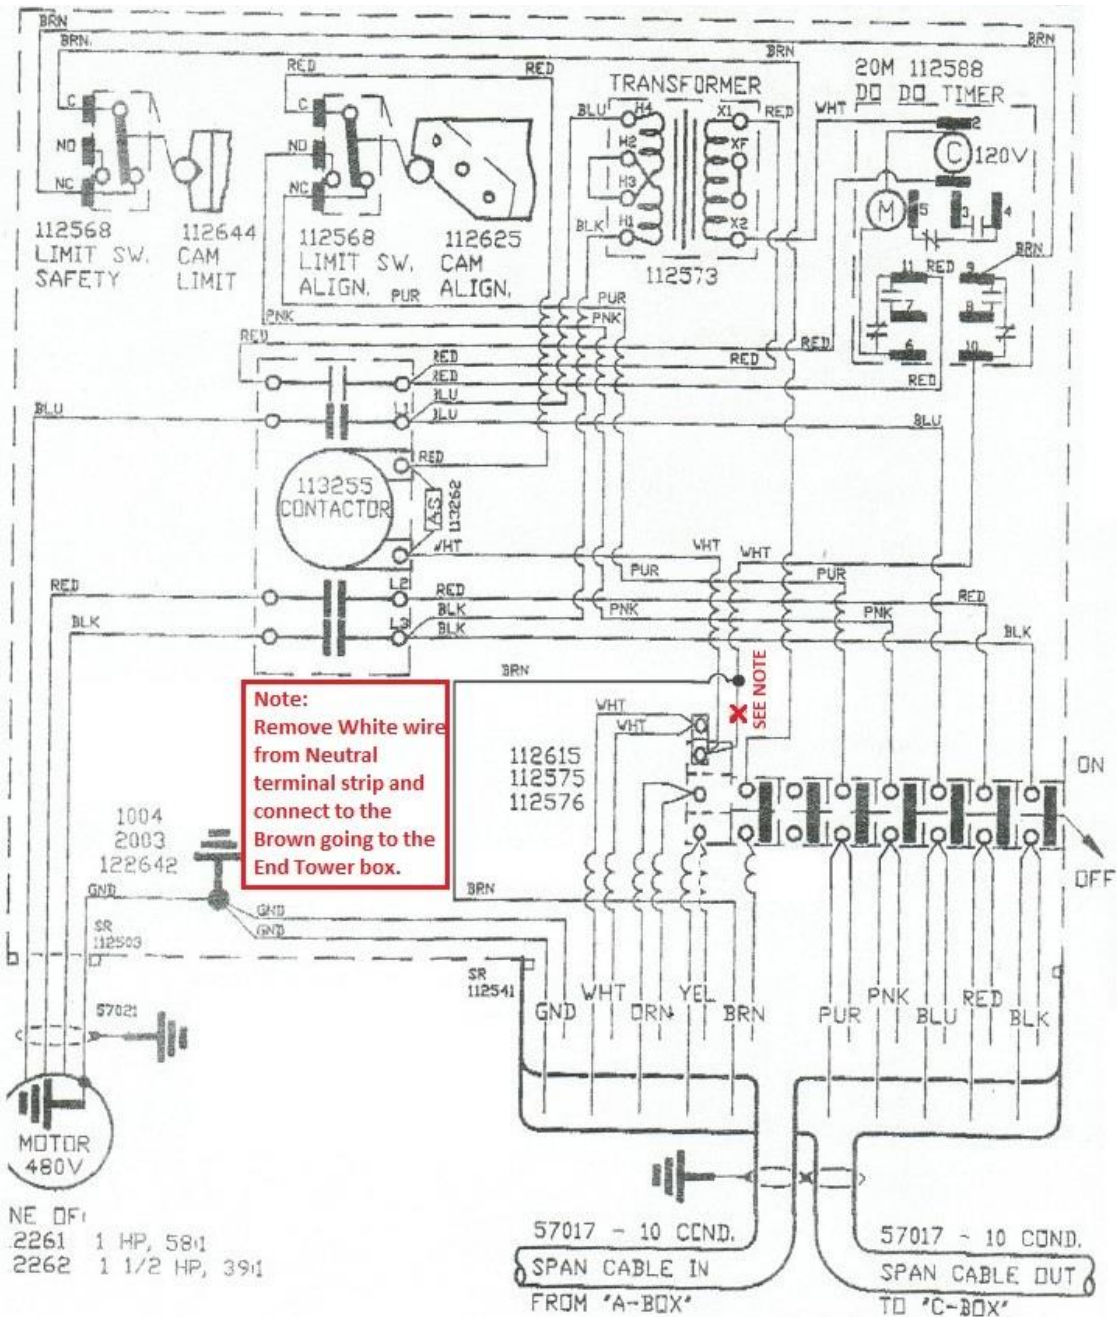 BRN
BRN.
BRN
BRN
RED
RED
C
NO
NC
112568
LIMIT SW.
SAFETY
112644
CAM
LIMIT
C
NO
NC
112568
LIMIT SW.
ALIGN.
112625
CAM
ALIGN.
TRANSFORMER
BLU
H4
H2
H3
H1
BLK
X1
XF
X2
RED
112573
20M 112588
DO DO TIMER
WHT
2
C
120V
M
5
3
4
11
RED
9
BRN
7
8
6
10
PUR
PUR
PNK
PNK
RED
RED
RED
RED
RED
RED
BLU
BLU
L1
BLU
BLU
RED
113255
CONTACTOR
A.S.
113262
WHT
WHT
WHT
PUR
PUR
RED
L2
RED
RED
BLK
L3
BLK
BLK
PNK
PNK
BLK
BRN
SEE NOTE
Note:
Remove White wire
from Neutral
terminal strip and
connect to the
Brown going to the
End Tower box.
WHT
WHT
112615
112575
112576
ON
OFF
1004
2003
122642
GND
GND
GND
BRN
SR
112503
SR
112541
57021
GND
WHT
ORN
YEL
BRN
PUR
PNK
BLU
RED
BLK
MOTOR
480V
NE OF:
2261 1 HP, 58:1
2262 1 1/2 HP, 39:1
57017 - 10 COND.
SPAN CABLE IN
FROM "A-BOX"
57017 - 10 COND.
SPAN CABLE OUT
TO "C-BOX"